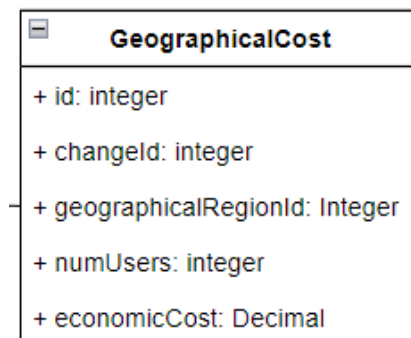 GeographicalCost
+ id: integer
+ changeId: integer
+ geographicalRegionId: Integer
+ numUsers: integer
+ economicCost: Decimal